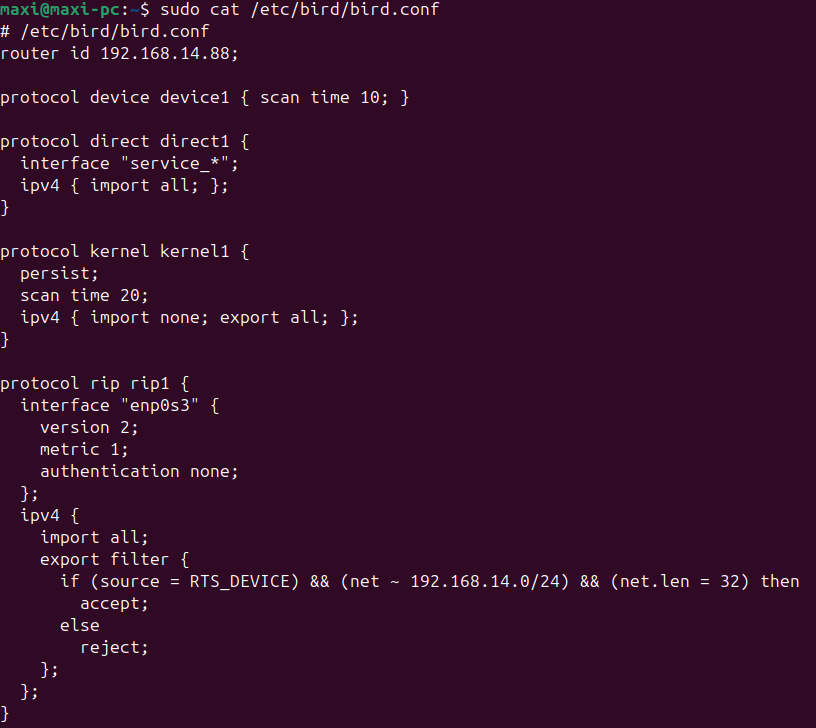 maxi@maxi-pc:~$ sudo cat /etc/bird/bird.conf
# /etc/bird/bird.conf
router id 192.168.14.88;

protocol device device1 { scan time 10; }

protocol direct direct1 {
  interface "service_*";
  ipv4 { import all; };
}

protocol kernel kernel1 {
  persist;
  scan time 20;
  ipv4 { import none; export all; };
}

protocol rip rip1 {
  interface "enp0s3" {
    version 2;
    metric 1;
    authentication none;
  };
  ipv4 {
    import all;
    export filter {
      if (source = RTS_DEVICE) && (net ~ 192.168.14.0/24) && (net.len = 32) then
        accept;
      else
        reject;
    };
  };
}